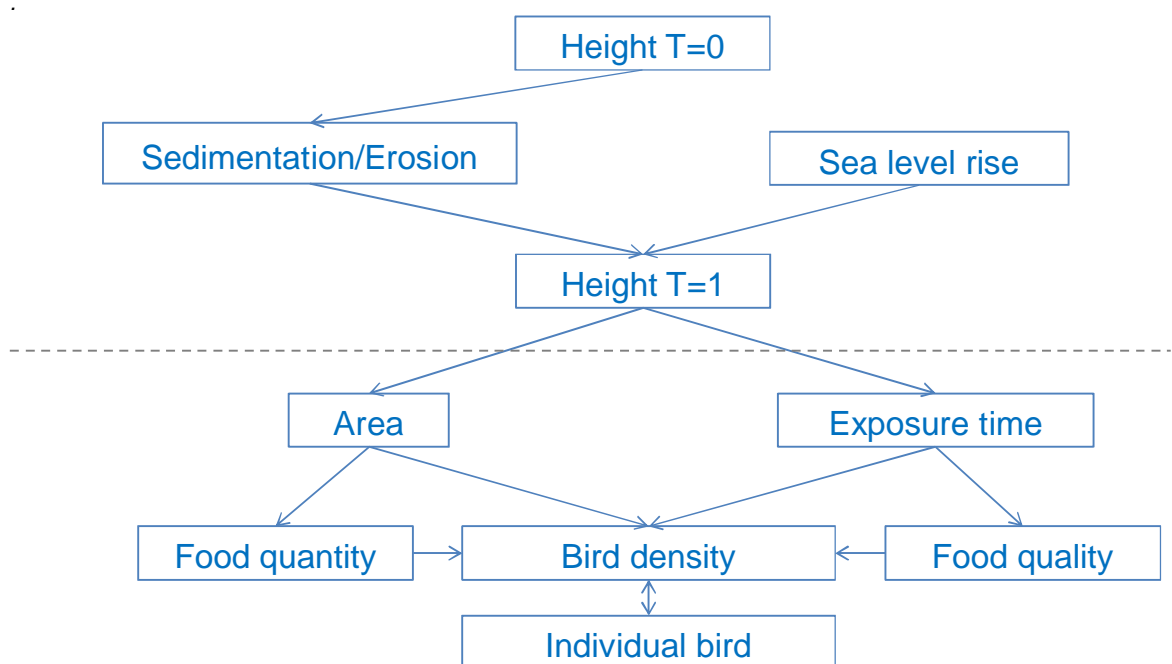 .
Height T=0
Sedimentation/Erosion
Sea level rise
Height T=1
Area
Exposure time
Food quantity
Bird density
Food quality
Individual bird